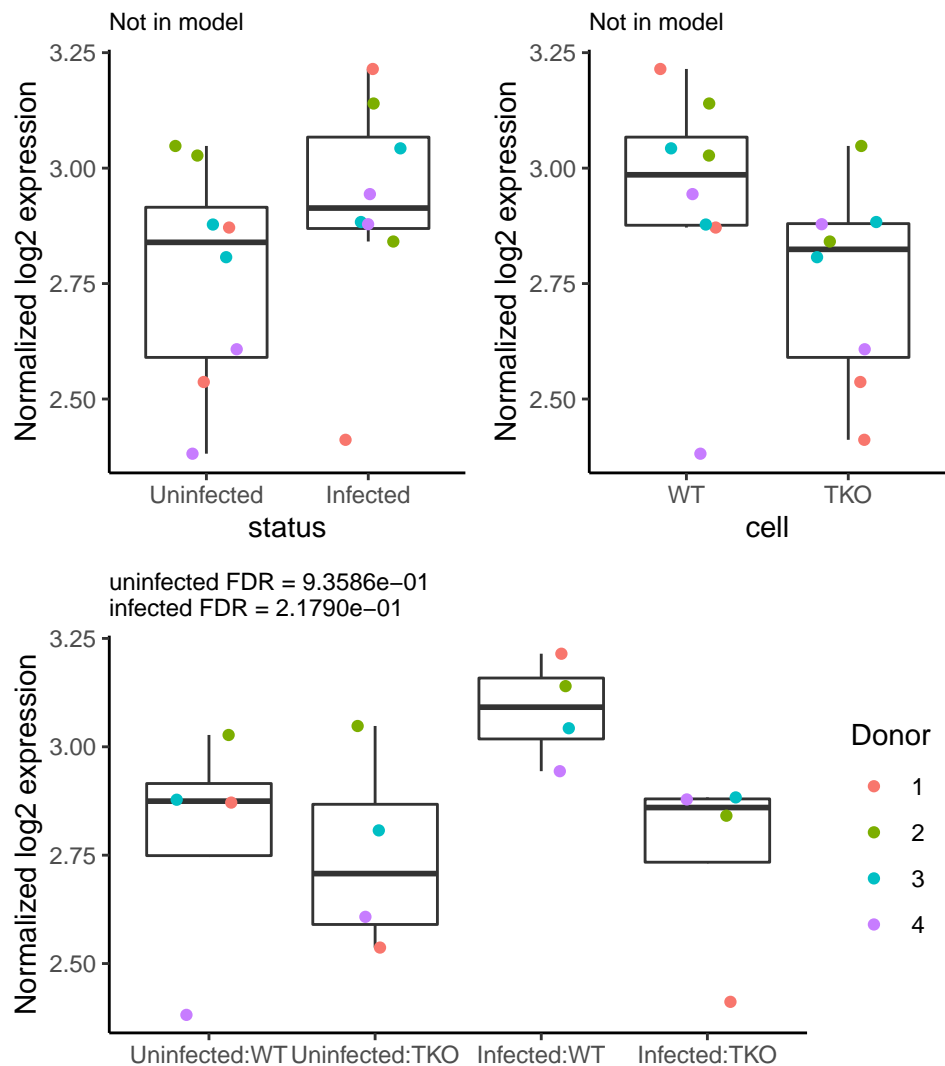 Not in model
Normalized log2 expression
3.25
3.00
2.75
2.50
Uninfected
Infected
status
Not in model
Normalized log2 expression
3.25
3.00
2.75
2.50
WT
TKO
cell
uninfected FDR = 9.3586e−01
infected FDR = 2.1790e−01
Normalized log2 expression
3.25
3.00
2.75
2.50
Uninfected:WT
Uninfected:TKO
Infected:WT
Infected:TKO
Donor
1
2
3
4